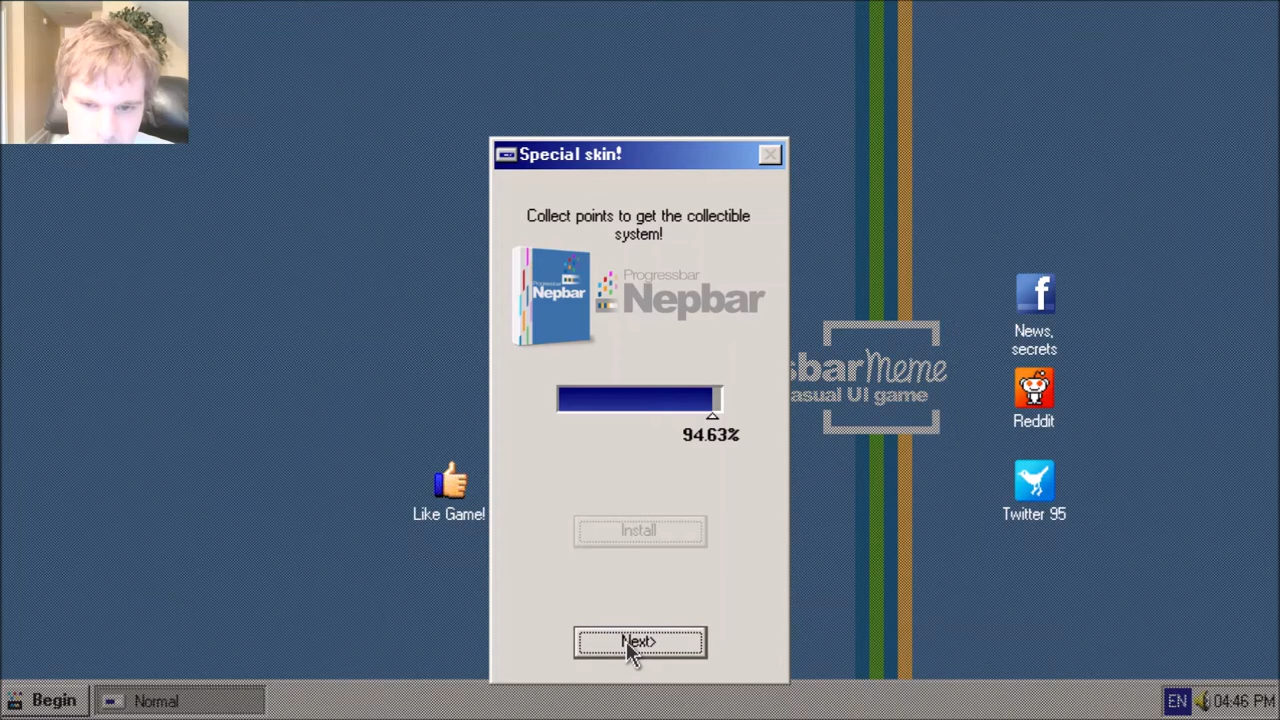 Special skin!
Collect points to get the collectible
system!
Progressbar
Nepbar
Progressbar
Nepbar
94.63%
Install
Next>
sbarMeme
asual UI game
Like Game!
News,
secrets
Reddit
Twitter 95
Begin
Normal
EN
04:46 PM